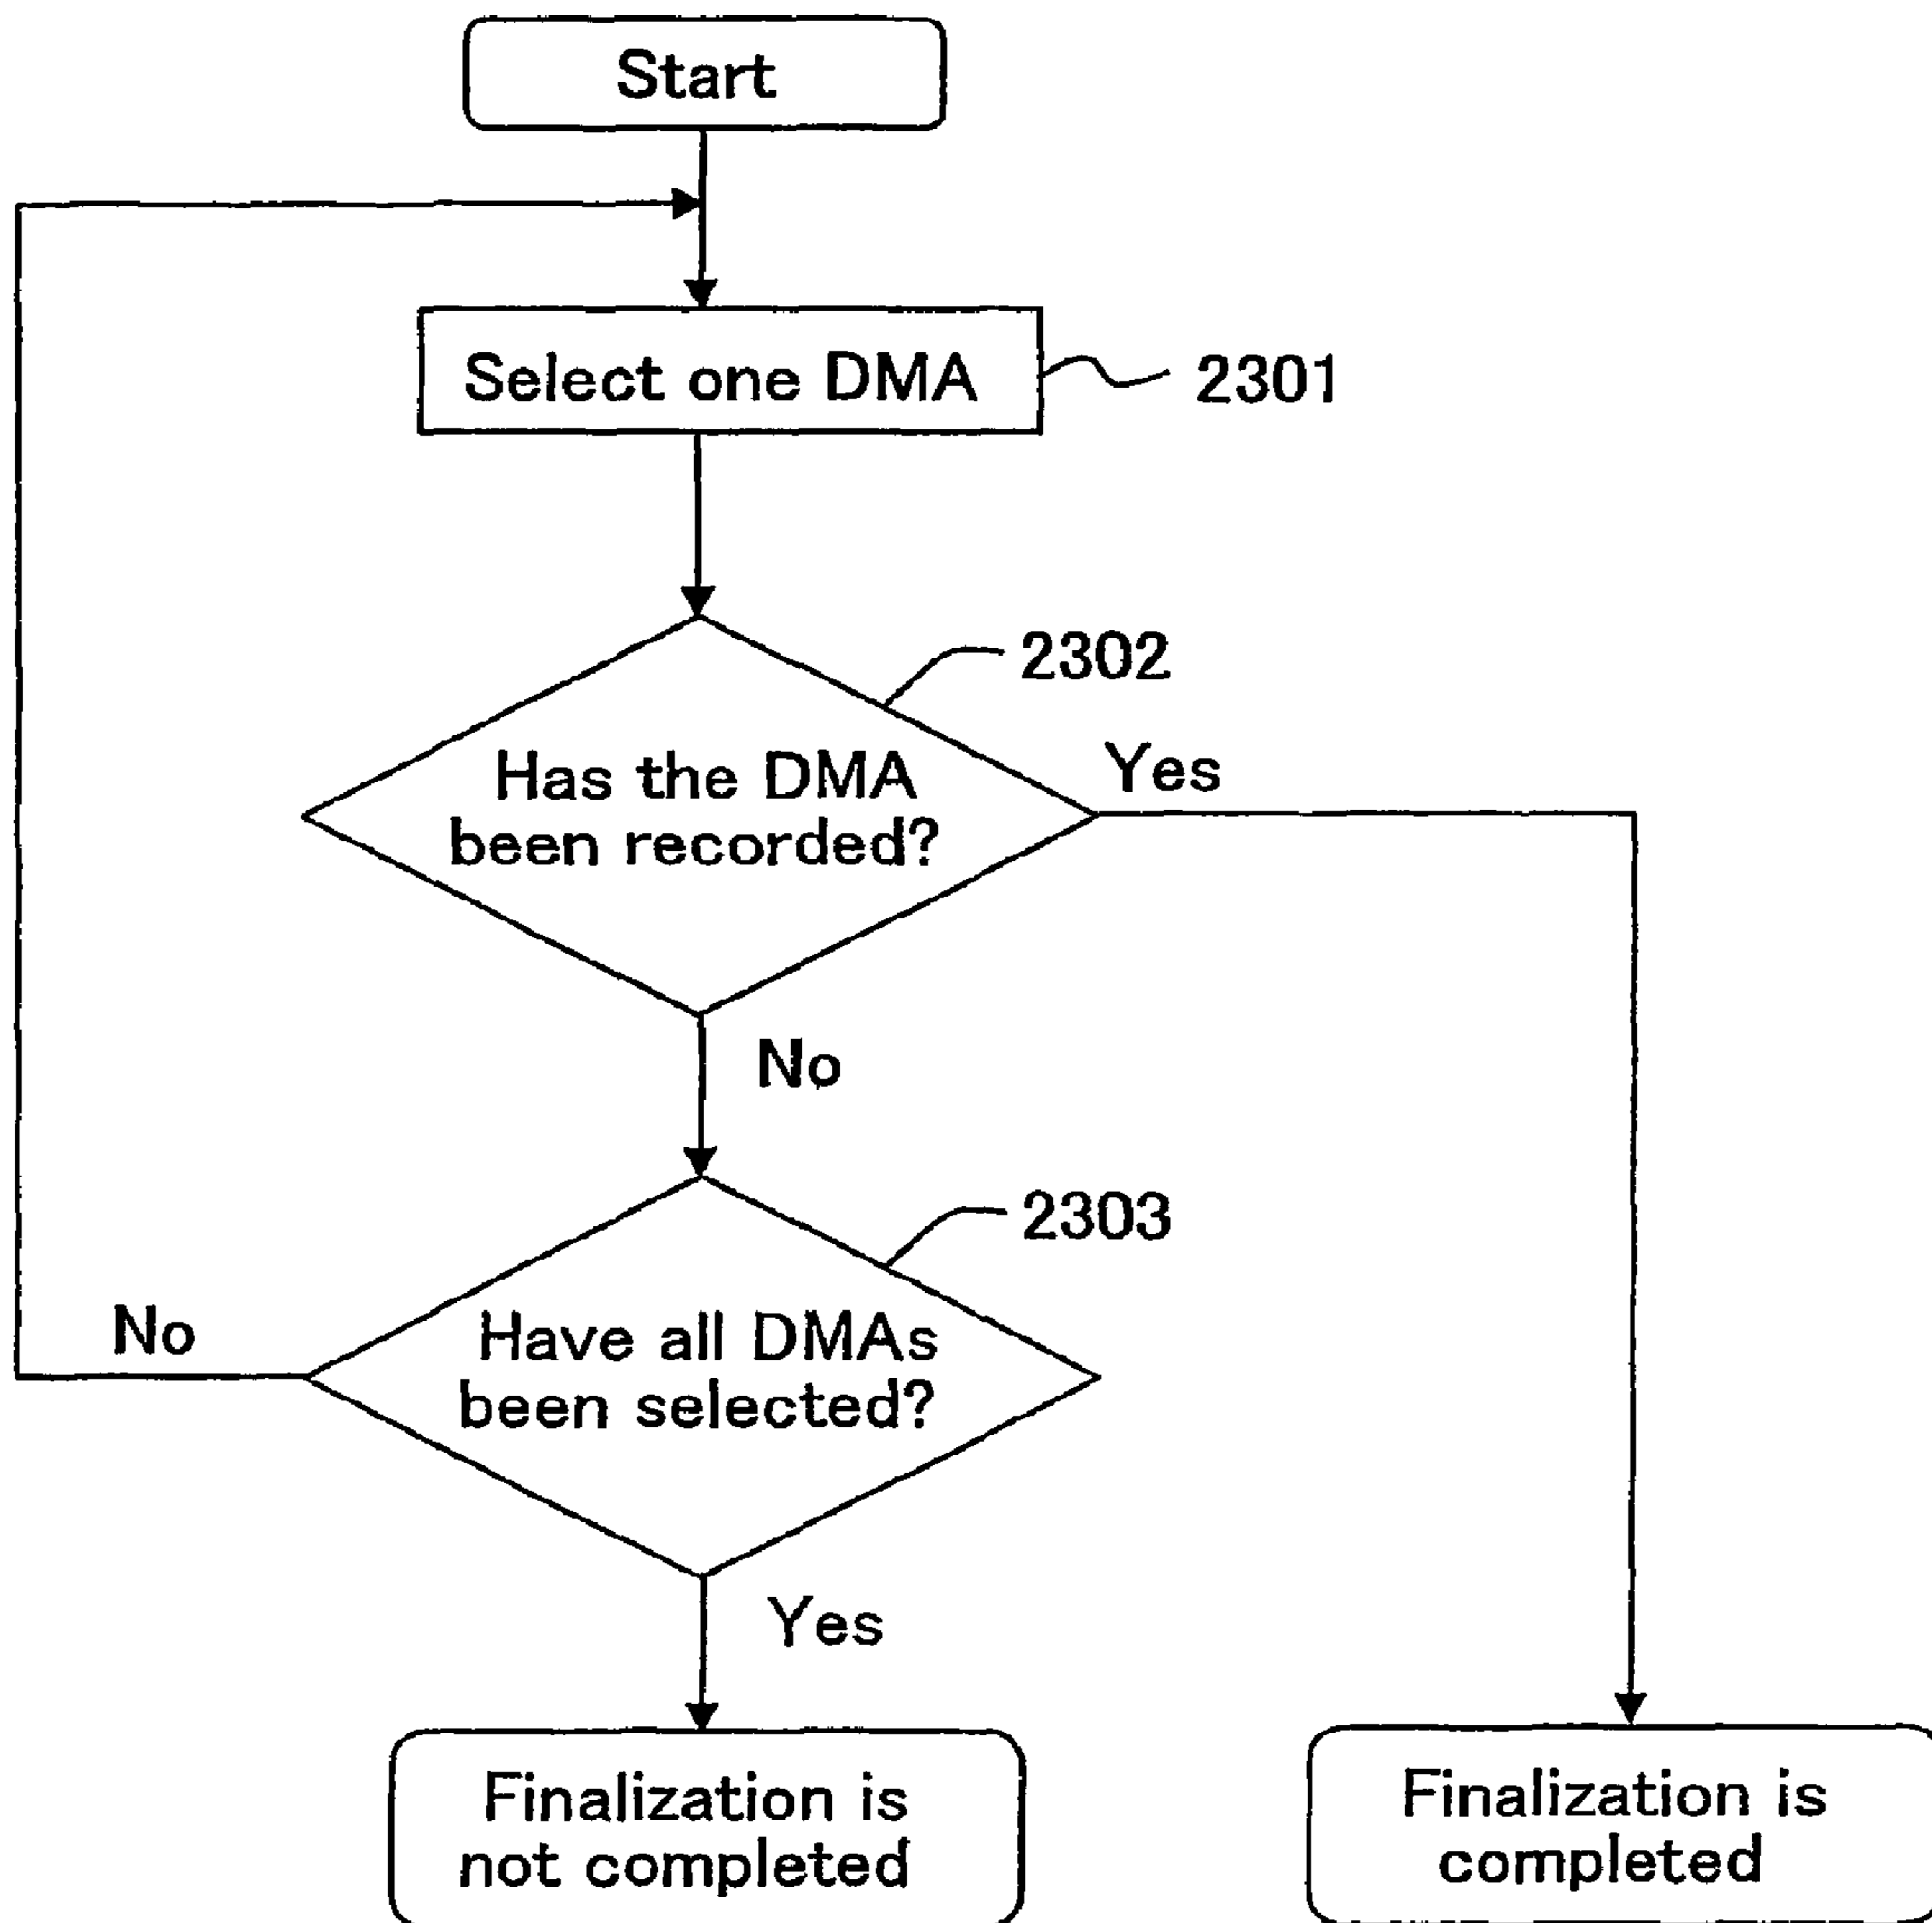 Start
Select one DMA
2301
2302
Has the DMA
been recorded?
Yes
No
2303
Have all DMAs
been selected?
No
Yes
Finalization is
not completed
Finalization is
completed